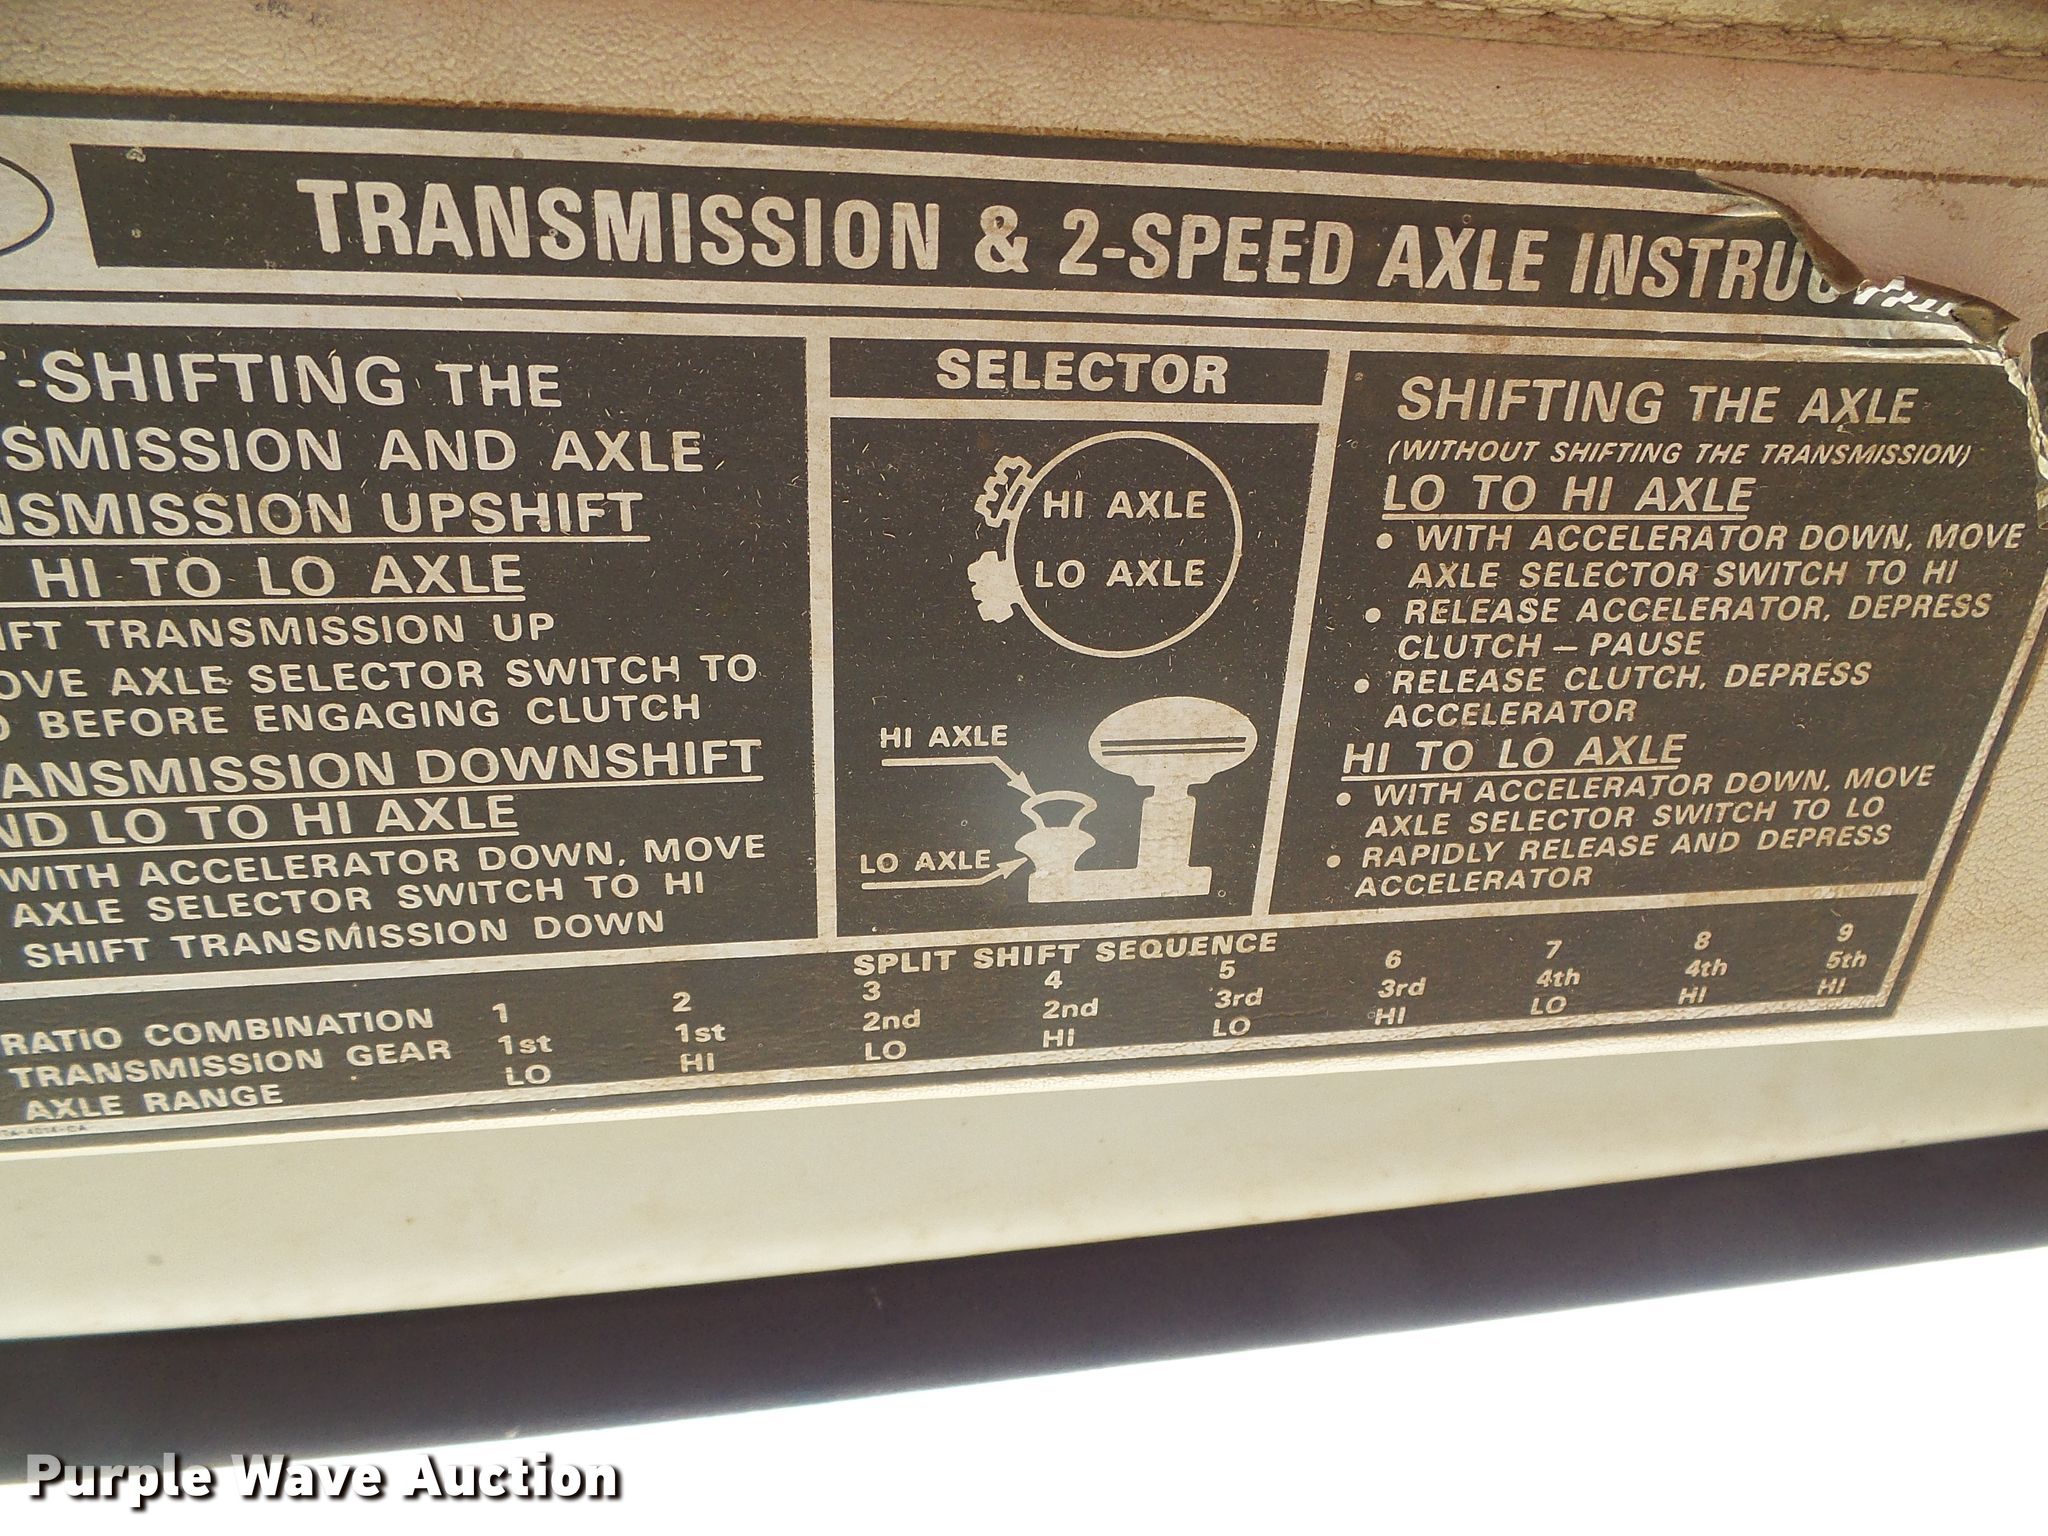 TRANSMISSION & 2-SPEED AXLE
-SHIFTING THE
AND AXLE
UPSHIFT
HI TO LO AXLE
TRANSMISSION UP
AXLE SELECTOR SWITCH TO
BEFORE ENGAGING CLUTCH
DOWNSHIFT
LO TO HI AXLE
WITH ACCELERATOR DOWN, MOVE
AXLE SELECTOR SWITCH TO HI
SHIFT TRANSMISSION DOWN
SELECTOR
HI AXLE
LO AXLE
HI AXLE
LO AXLE
SHIFTING THE AXLE
(WITHOUT SHIFTING THE TRANSMISSION)
LO TO HI AXLE
• WITH ACCELERATOR DOWN, MOVE
AXLE SELECTOR SWITCH TO HI
• RELEASE ACCELERATOR, DEPRESS
CLUTCH – PAUSE
• RELEASE CLUTCH, DEPRESS
ACCELERATOR
HI TO LO AXLE
• WITH ACCELERATOR DOWN, MOVE
AXLE SELECTOR SWITCH TO LO
• RAPIDLY RELEASE AND DEPRESS
ACCELERATOR
SPLIT SHIFT SEQUENCE
RATIO COMBINATION 1 2 3 4 5 6 7 8 9
TRANSMISSION GEAR 1st 1st 2nd 2nd 3rd 3rd 4th 4th 5th
AXLE RANGE LO HI LO HI LO HI LO HI HI
Purple Wave Auction